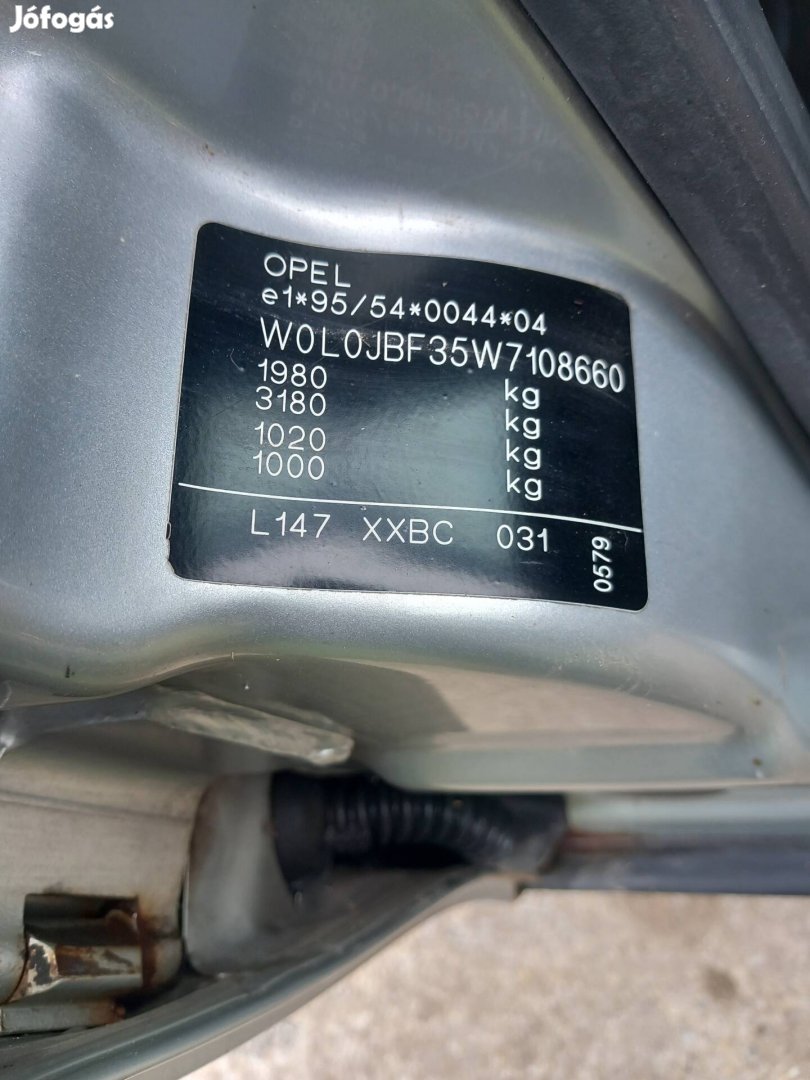 Jófogás
OPEL
e1*95/54*0044*04
W0L0JBF35W7108660
1980 kg
3180 kg
1020 kg
1000 kg
L147 XXBC 031 0579